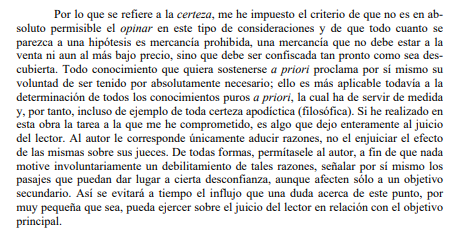 Por lo que se refiere a la certeza, me he impuesto el criterio de que no es en ab-
soluto permisible el opinar en este tipo de consideraciones y de que todo cuanto se
parezca a una hipótesis es mercancía prohibida, una mercancía que no debe estar a la
venta ni aun al más bajo precio, sino que debe ser confiscada tan pronto como sea des-
cubierta. Todo conocimiento que quiera sostenerse a priori proclama por sí mismo su
voluntad de ser tenido por absolutamente necesario; ello es más aplicable todavía a la
determinación de todos los conocimientos puros a priori, la cual ha de servir de medida
y, por tanto, incluso de ejemplo de toda certeza apodíctica (filosófica). Si he realizado en
esta obra la tarea a la que me he comprometido, es algo que dejo enteramente al juicio
del lector. Al autor le corresponde únicamente aducir razones, no el enjuiciar el efecto
de las mismas sobre sus jueces. De todas formas, permítasele al autor, a fin de que nada
motive involuntariamente un debilitamiento de tales razones, señalar por sí mismo los
pasajes que puedan dar lugar a cierta desconfianza, aunque afecten sólo a un objetivo
secundario. Así se evitará a tiempo el influjo que una duda acerca de este punto, por
muy pequeña que sea, pueda ejercer sobre el juicio del lector en relación con el objetivo
principal.